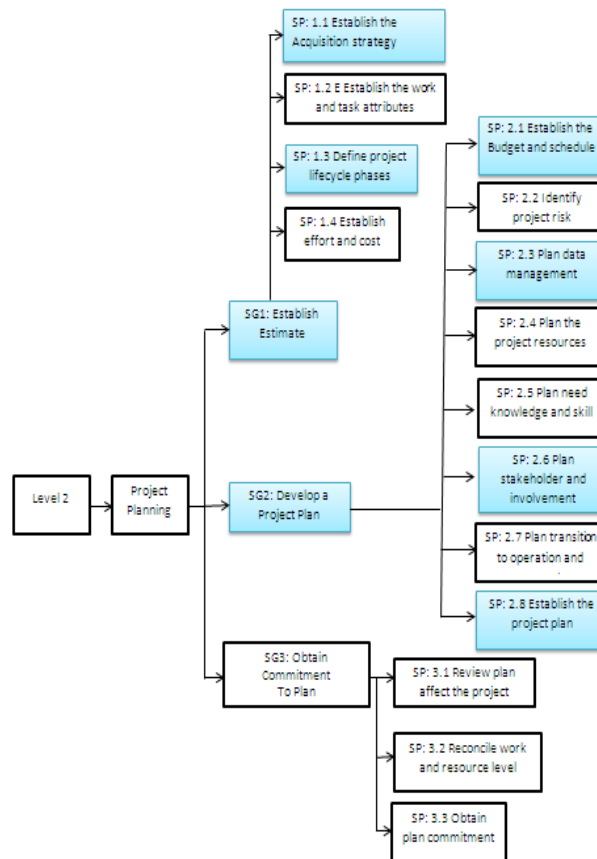 SP: 1.1 Establish the
Acquisition strategy
SP: 1.2 E Establish the work
and task attributes
SP: 1.3 Define project
lifecycle phases
SP: 1.4 Establish
effort and cost
SG1: Establish
Estimate
Level 2
Project
Planning
SG2: Develop a
Project Plan
SP: 2.1 Establish the
Budget and schedule
SP: 2.2 Identify
project risk
SP: 2.3 Plan data
management
SP: 2.4 Plan the
project resources
SP: 2.5 Plan need
knowledge and skill
SP: 2.6 Plan
stakeholder and
involvement
SP: 2.7 Plan transition
to operation and
SP: 2.8 Establish the
project plan
SG3: Obtain
Commitment
To Plan
SP: 3.1 Review plan
affect the project
SP: 3.2 Reconcile work
and resource level
SP: 3.3 Obtain
plan commitment